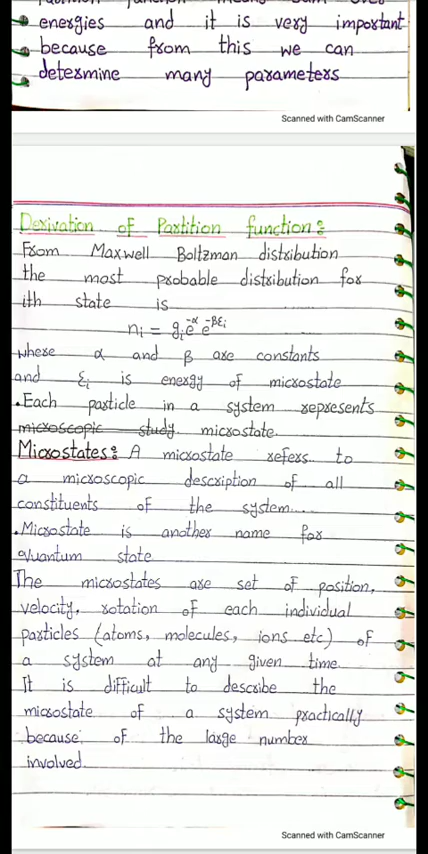 energies and it is very important
because from this we can
determine many parameters
Scanned with CamScanner
Derivation of Partition function:
From Maxwell Boltzman distribution
the most probable distribution for
ith state is
nᵢ = gᵢe^-α e^-βεᵢ
where α and β are constants
and εᵢ is energy of microstate
.Each particle in a system represents
microscopic study. microstate.
Microstates: A microstate refers to
a microscopic description of all
constituents of the system...
.Microstate is another name for
quantum state
The microstates are set of position,
velocity, rotation of each individual
particles (atoms, molecules, ions etc) of
a system at any given time.
It is difficult to describe the
microstate of a system practically
because, of the large number
involved.
Scanned with CamScanner